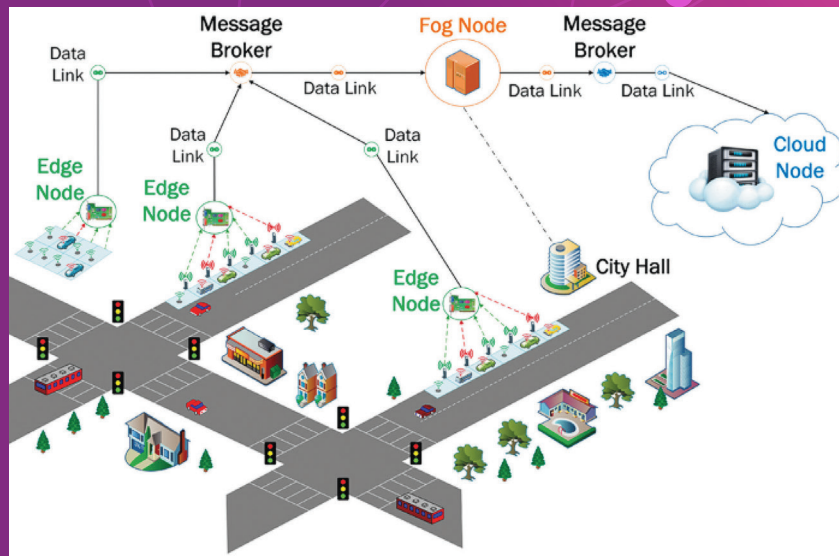 Message
Broker
Fog Node
Message
Broker
Data
Link
Data Link
Data Link
Data Link
Data
Link
Data
Link
Cloud
Node
Edge
Node
Edge
Node
Edge
Node
City Hall